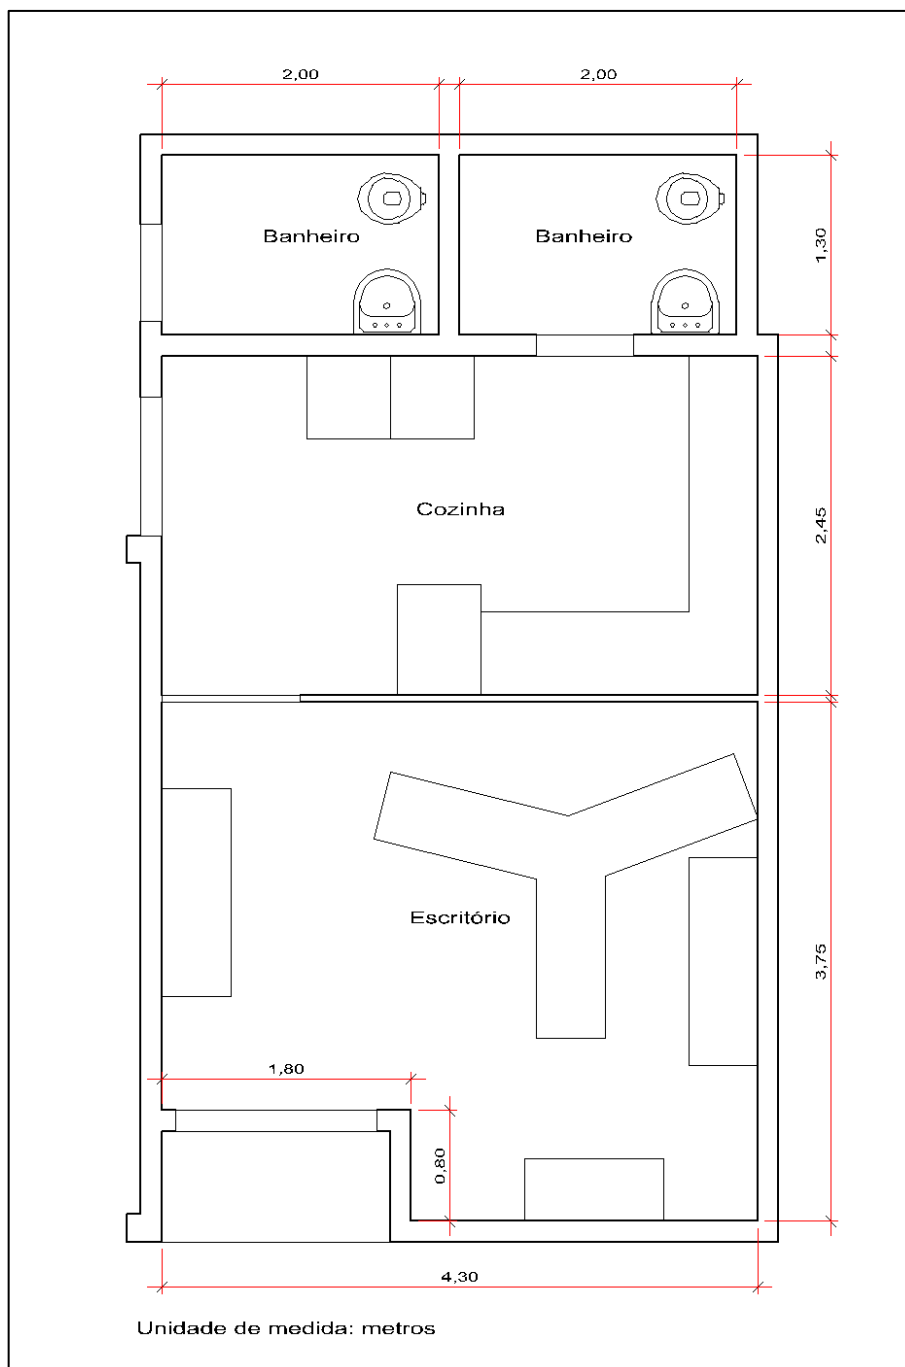 2,00
2,00
Banheiro
Banheiro
1,30
Cozinha
2,45
Escritório
3,75
1,80
0,80
4,30
Unidade de medida: metros